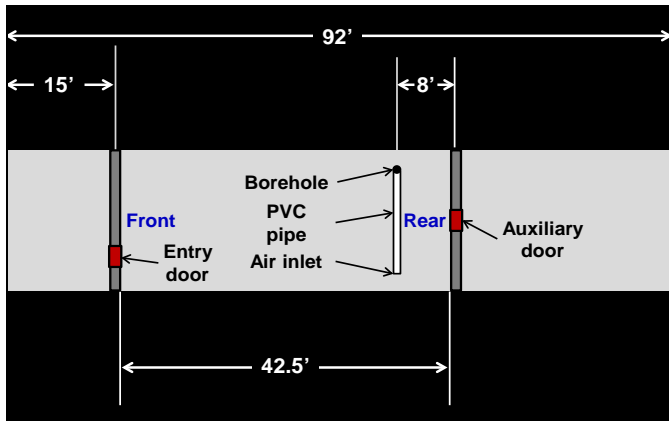 92’
15’
8’
Borehole
Front
PVC
pipe
Rear
Auxiliary
door
Entry
door
Air inlet
42.5’